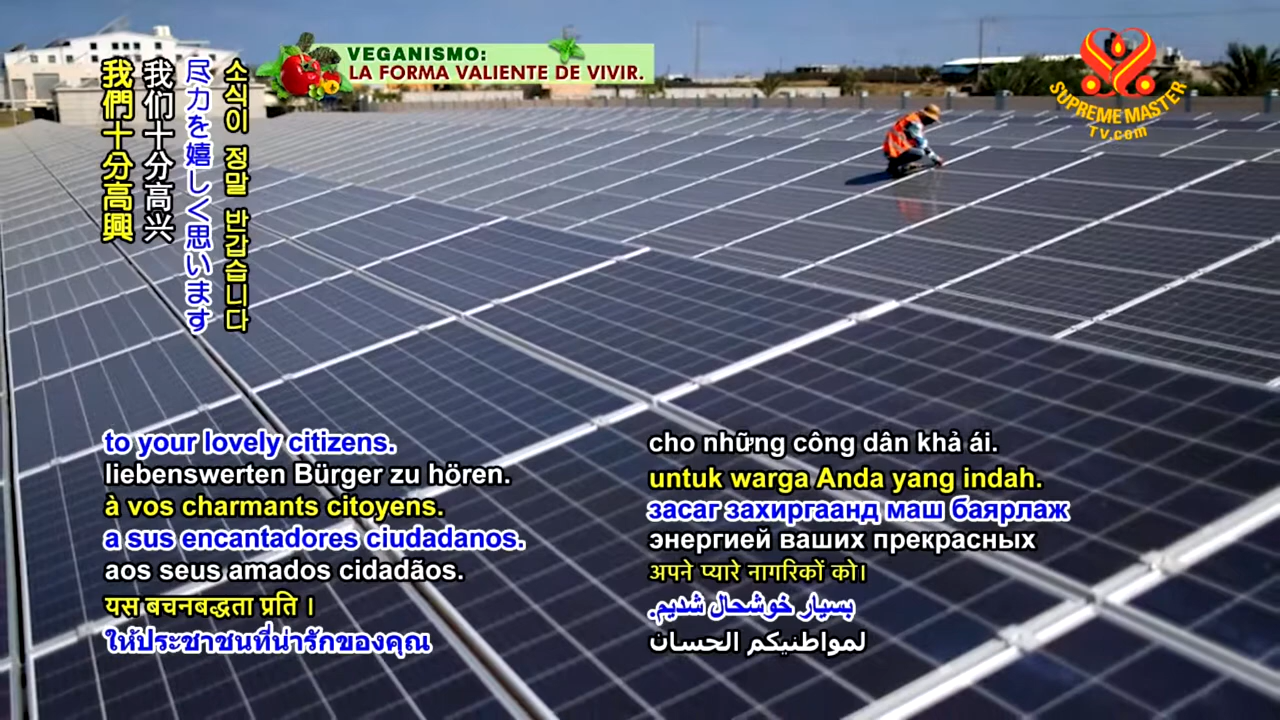 VEGANISMO:
LA FORMA VALIENTE DE VIVIR.
SUPREME MASTER
TV.com
我們十分高興
我们十分高兴
尽力を嬉しく思います
소식이 정말 반갑습니다
to your lovely citizens.
liebenswerten Bürger zu hören.
à vos charmants citoyens.
a sus encantadores ciudadanos.
aos seus amados cidadãos.
यस बचनबद्धता प्रति ।
ให้ประชาชนที่น่ารักของคุณ
cho những công dân khả ái.
untuk warga Anda yang indah.
засаг захиргаанд маш баярлаж
энергией ваших прекрасных
अपने प्यारे नागरिकों को।
بسیار خوشحال شدیم.
لمواطنيكم الحسان